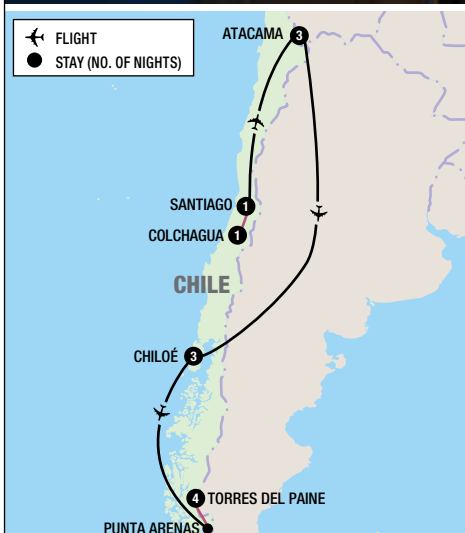 FLIGHT
STAY (NO. OF NIGHTS)
ATACAMA 3
SANTIAGO 1
COLCHAGUA 1
CHILE
CHILOÉ 3
4 TORRES DEL PAINE
PUNTA ARENAS